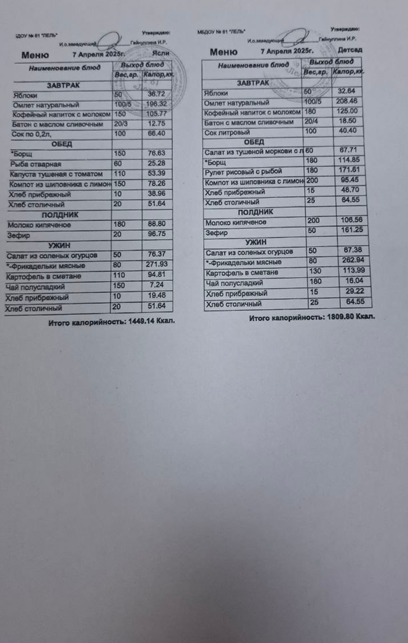 Утверждаю:
И.о.заведующей Гайнуллина И.Р.
Меню 7 Апреля 2025г. Ясли
Наименование блюд Выход блюд
Вес,гр. Калор,кк.
ЗАВТРАК
Яблоки 50 36.72
Омлет натуральный 100/5 196.32
Кофейный напиток с молоком 150 105.77
Батон с маслом сливочным 20/3 12.75
Сок по 0,2л, 100 66.40
ОБЕД
*Борщ 150 76.63
Рыба отварная 60 25.28
Капуста тушеная с томатом 110 53.39
Компот из шиповника с лимон 150 78.26
Хлеб прибрежный 10 38.96
Хлеб столичный 20 51.64
ПОЛДНИК
Молоко кипяченое 180 88.80
Зефир 20 96.75
УЖИН
Салат из соленых огурцов 50 76.37
*-Фрикадельки мясные 60 271.93
Картофель в сметане 110 94.81
Чай полусладкий 150 7.24
Хлеб прибрежный 10 19.48
Хлеб столичный 20 51.64
Итого калорийность: 1449.14 Ккал.
Утверждаю:
И.о.заведующей Гайнуллина И.Р.
Меню 7 Апреля 2025г. Детсад
Наименование блюд Выход блюд
Вес,гр. Калор,кк.
ЗАВТРАК
Яблоки 50 32.64
Омлет натуральный 100/5 208.46
Кофейный напиток с молоком 180 125.00
Батон с маслом сливочным 20/4 18.50
Сок литровый 100 40.40
ОБЕД
Салат из тушеной моркови с л 60 67.71
*Борщ 180 114.85
Рулет рисовый с рыбой 180 171.61
Компот из шиповника с лимон 200 95.45
Хлеб прибрежный 15 48.70
Хлеб столичный 25 64.55
ПОЛДНИК
Молоко кипяченое 200 106.56
Зефир 50 161.25
УЖИН
Салат из соленых огурцов 50 67.38
*-Фрикадельки мясные 80 262.94
Картофель в сметане 130 113.99
Чай полусладкий 180 16.04
Хлеб прибрежный 15 29.22
Хлеб столичный 25 64.55
Итого калорийность: 1809.80 Ккал.